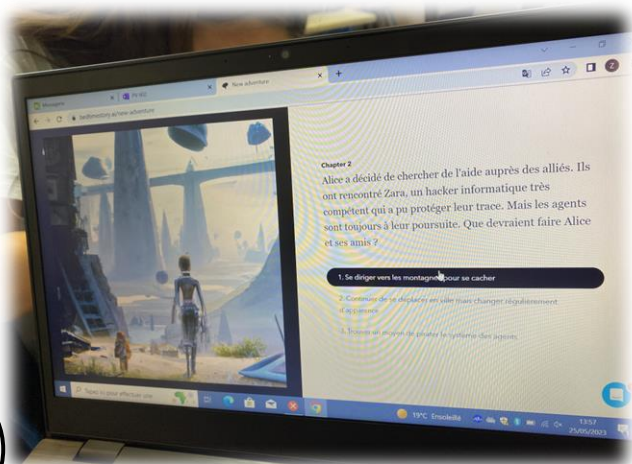 New adventure
Chapter 2
Alice a décidé de chercher de l'aide auprès des alliés. Ils
ont rencontré Zara, un hacker informatique très
compétent qui a pu protéger leur trace. Mais les agents
sont toujours à leur poursuite. Que devraient faire Alice
et ses amis ?
1. Se diriger vers les montagnes pour se cacher
2. Continuer de se déplacer en ville mais changer régulièrement
d'apparence
3. Trouver un moyen de pirater le système des agents
19°C Ensoleillé
13:57
25/05/2023
)